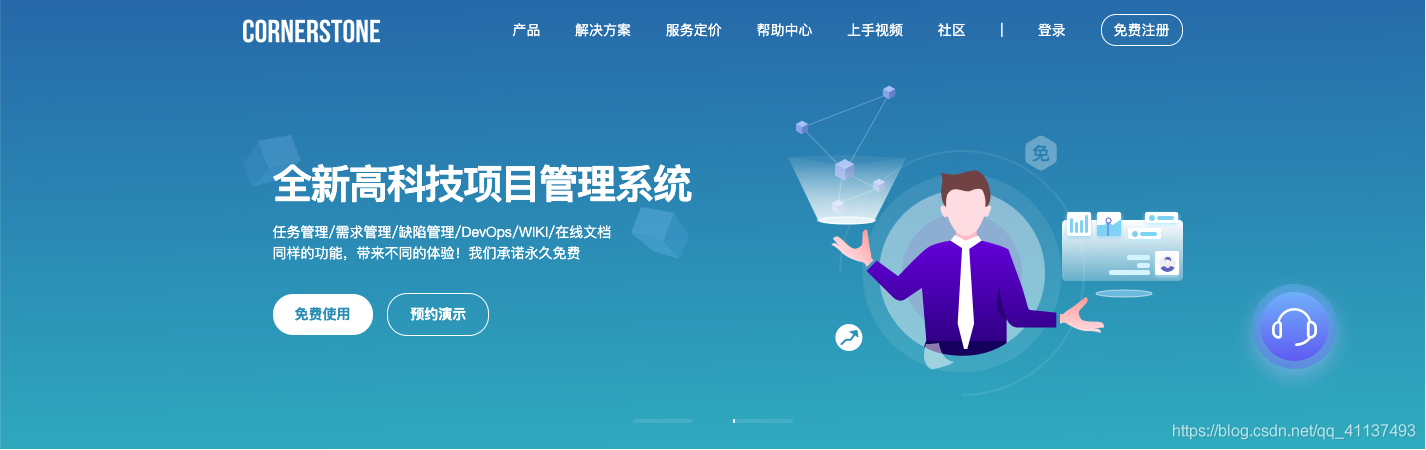 CORNERSTONE 产品 解决方案 服务定价 帮助中心 上手视频 社区 | 登录 免费注册
免
全新高科技项目管理系统
任务管理/需求管理/缺陷管理/DevOps/WIKI/在线文档
同样的功能，带来不同的体验！我们承诺永久免费
免费使用 预约演示
https://blog.csdn.net/qq_41137493